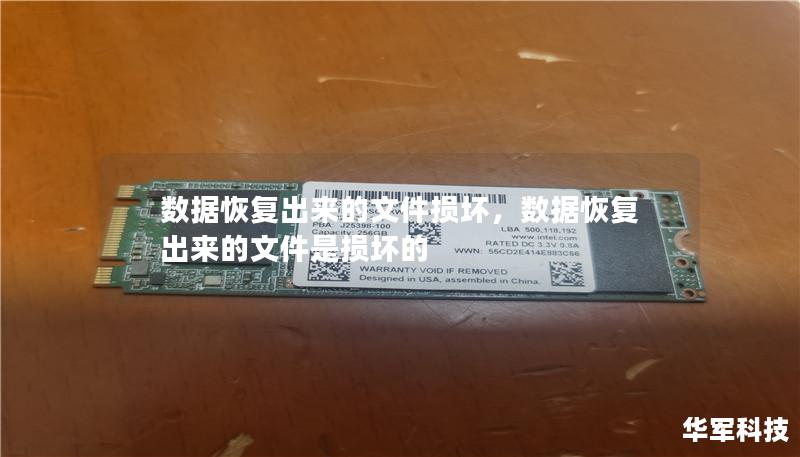 数据恢复出来的文件损坏，数据恢复
出来的文件是损坏的
PBA: J25398-100
Capacity: 256GB
LBA 500,118,192
www.intel.com
RATED DC 3.3V 0.8A
WWN: 55CD2E414E883C66
WARRANTY VOID IF REMOVED
Designed in USA, assembled in China.
华军科技